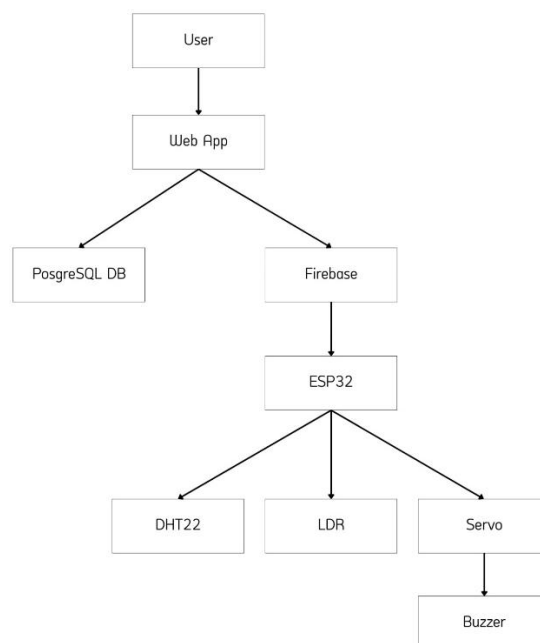 User
Web App
PosgreSQL DB
Firebase
ESP32
DHT22
LDR
Servo
Buzzer